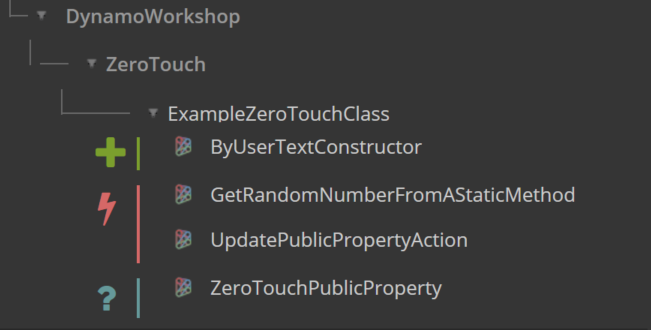 DynamoWorkshop
ZeroTouch
ExampleZeroTouchClass
ByUserTextConstructor
GetRandomNumberFromAStaticMethod
UpdatePublicPropertyAction
ZeroTouchPublicProperty